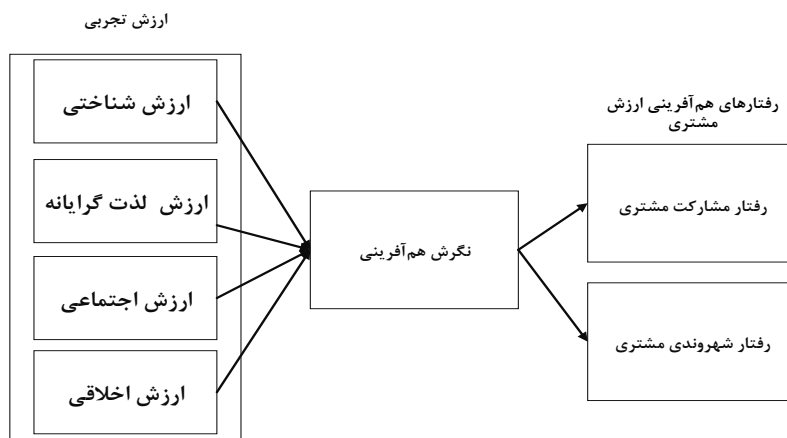 ارزش تجربی
ارزش شناختی
ارزش لذت گرایانه
ارزش اجتماعی
ارزش اخلاقی
نگرش هم‌آفرینی
رفتارهای هم‌آفرینی ارزش
مشتری
رفتار مشارکت مشتری
رفتار شهروندی مشتری